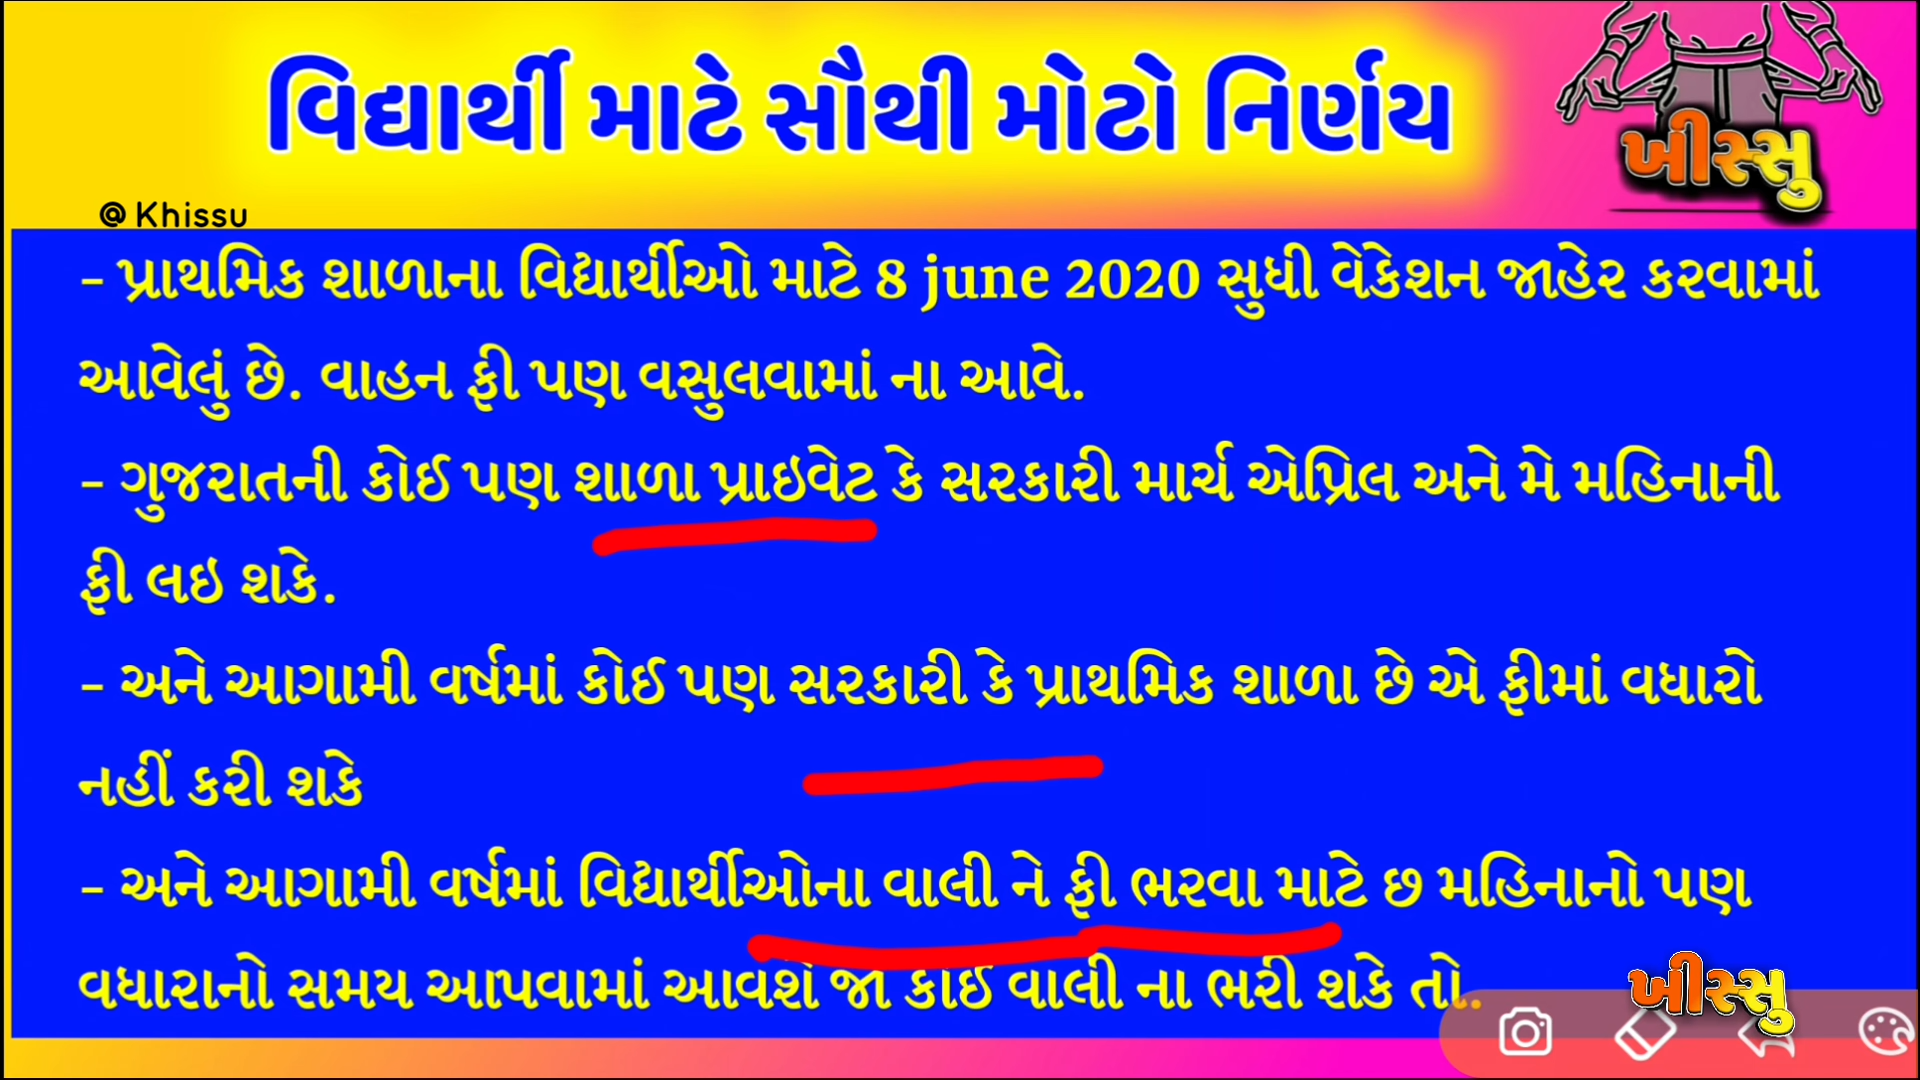 વિદ્યાર્થી માટે સૌથી મોટો નિર્ણય
ખીસ્સુ
@ Khissu
- પ્રાથમિક શાળાના વિદ્યાર્થીઓ માટે 8 june 2020 સુધી વેકેશન જાહેર કરવામાં
આવેલું છે. વાહન ફી પણ વસુલવામાં ના આવે.
- ગુજરાતની કોઈ પણ શાળા પ્રાઇવેટ કે સરકારી માર્ચ એપ્રિલ અને મે મહિનાની
ફી લઇ શકે.
- અને આગામી વર્ષમાં કોઈ પણ સરકારી કે પ્રાથમિક શાળા છે એ ફીમાં વધારો
નહીં કરી શકે
- અને આગામી વર્ષમાં વિદ્યાર્થીઓના વાલી ને ફી ભરવા માટે છ મહિનાનો પણ
વધારાનો સમય આપવામાં આવશે જો કોઈ વાલી ના ભરી શકે તો.
ખીસ્સુ